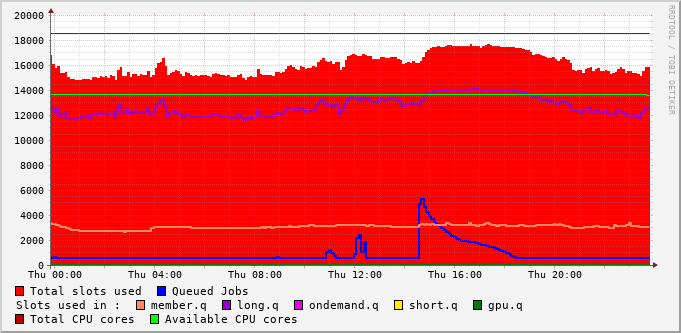 20000
18000
16000
14000
12000
10000
8000
6000
4000
2000
0
Thu 00:00 Thu 04:00 Thu 08:00 Thu 12:00 Thu 16:00 Thu 20:00
RRDTOOL / TOBI OETIKER
Total slots used Queued Jobs
Slots used in : member.q long.q ondemand.q short.q gpu.q
Total CPU cores Available CPU cores